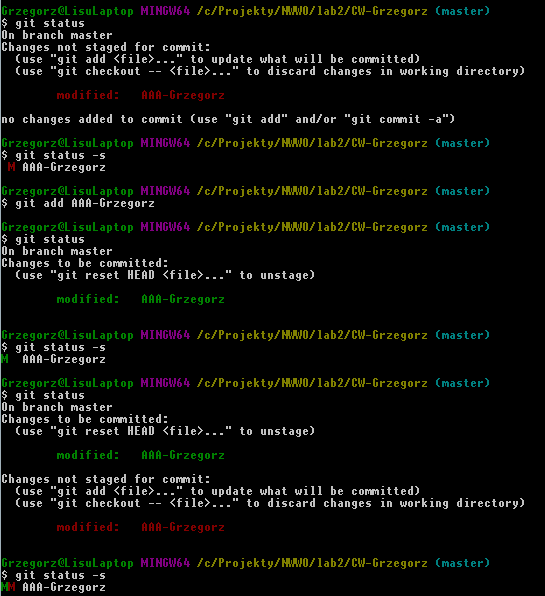 Grzegorz@LisuLaptop MINGW64 /c/Projekty/NWWO/lab2/CW-Grzegorz (master)
$ git status
On branch master
Changes not staged for commit:
  (use "git add <file>..." to update what will be committed)
  (use "git checkout -- <file>..." to discard changes in working directory)
        modified:   AAA-Grzegorz
no changes added to commit (use "git add" and/or "git commit -a")
Grzegorz@LisuLaptop MINGW64 /c/Projekty/NWWO/lab2/CW-Grzegorz (master)
$ git status -s
 M AAA-Grzegorz
Grzegorz@LisuLaptop MINGW64 /c/Projekty/NWWO/lab2/CW-Grzegorz (master)
$ git add AAA-Grzegorz
Grzegorz@LisuLaptop MINGW64 /c/Projekty/NWWO/lab2/CW-Grzegorz (master)
$ git status
On branch master
Changes to be committed:
  (use "git reset HEAD <file>..." to unstage)
        modified:   AAA-Grzegorz
Grzegorz@LisuLaptop MINGW64 /c/Projekty/NWWO/lab2/CW-Grzegorz (master)
$ git status -s
M  AAA-Grzegorz
Grzegorz@LisuLaptop MINGW64 /c/Projekty/NWWO/lab2/CW-Grzegorz (master)
$ git status
On branch master
Changes to be committed:
  (use "git reset HEAD <file>..." to unstage)
        modified:   AAA-Grzegorz
Changes not staged for commit:
  (use "git add <file>..." to update what will be committed)
  (use "git checkout -- <file>..." to discard changes in working directory)
        modified:   AAA-Grzegorz
Grzegorz@LisuLaptop MINGW64 /c/Projekty/NWWO/lab2/CW-Grzegorz (master)
$ git status -s
MM AAA-Grzegorz